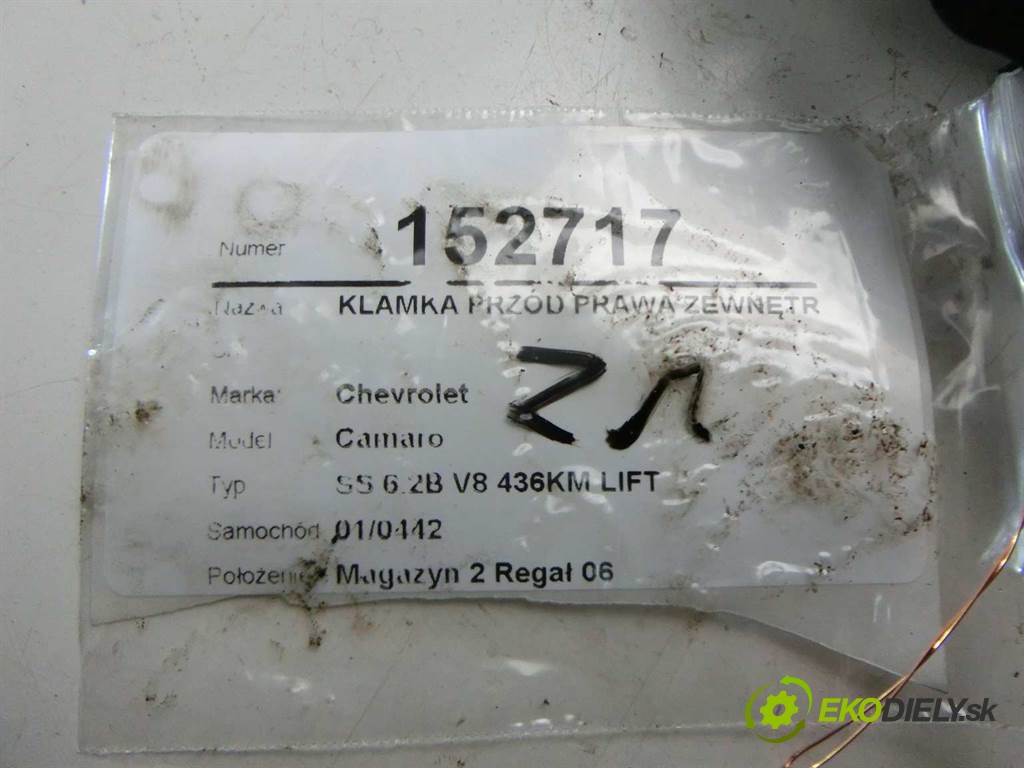 Numer 152717
Nazwa KLAMKA PRZÓD PRAWA ZEWNĘTR
Marka: Chevrolet
Model Camaro
Typ SS 6.2B V8 436KM LIFT
Samochód 01/0442
Położenie Magazyn 2 Regał 06
EKODIELY.sk